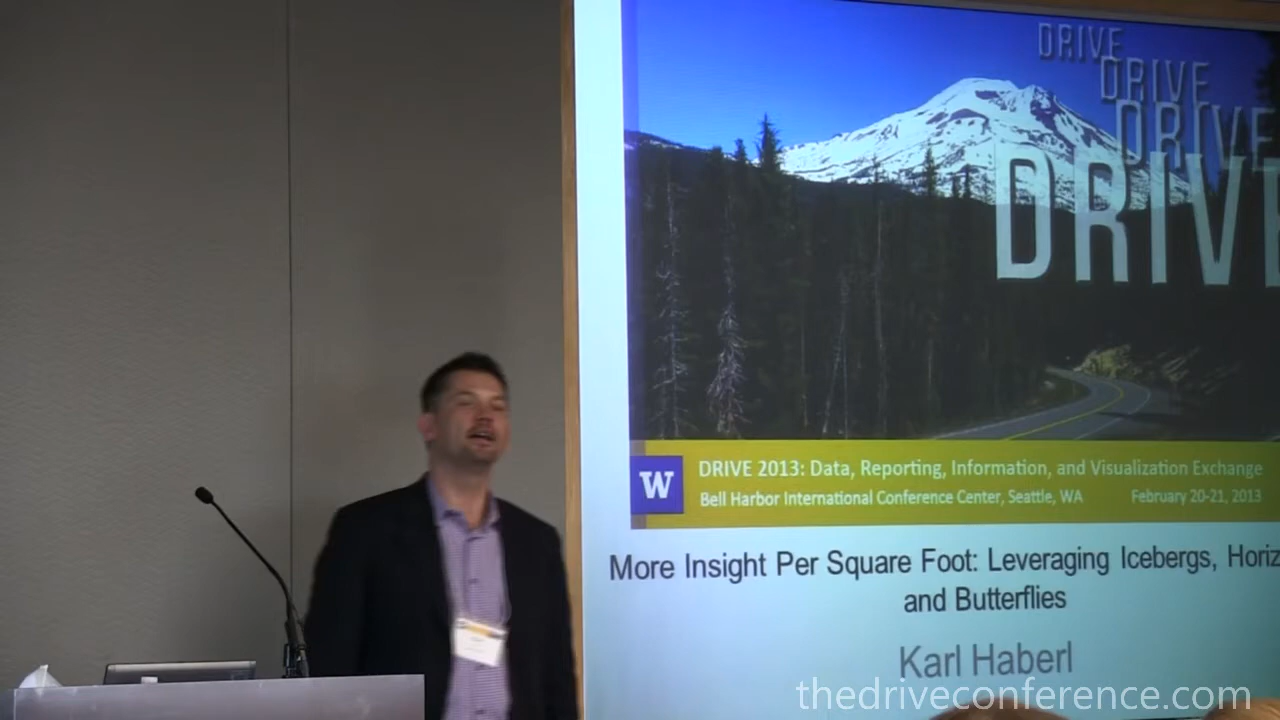 DRIVE
DRIVE
DRIVE
DRIVE
W
DRIVE 2013: Data, Reporting, Information, and Visualization Exchange
Bell Harbor International Conference Center, Seattle, WA February 20-21, 2013
More Insight Per Square Foot: Leveraging Icebergs, Horiz
and Butterflies
Karl Haberl
thedriveconference.com